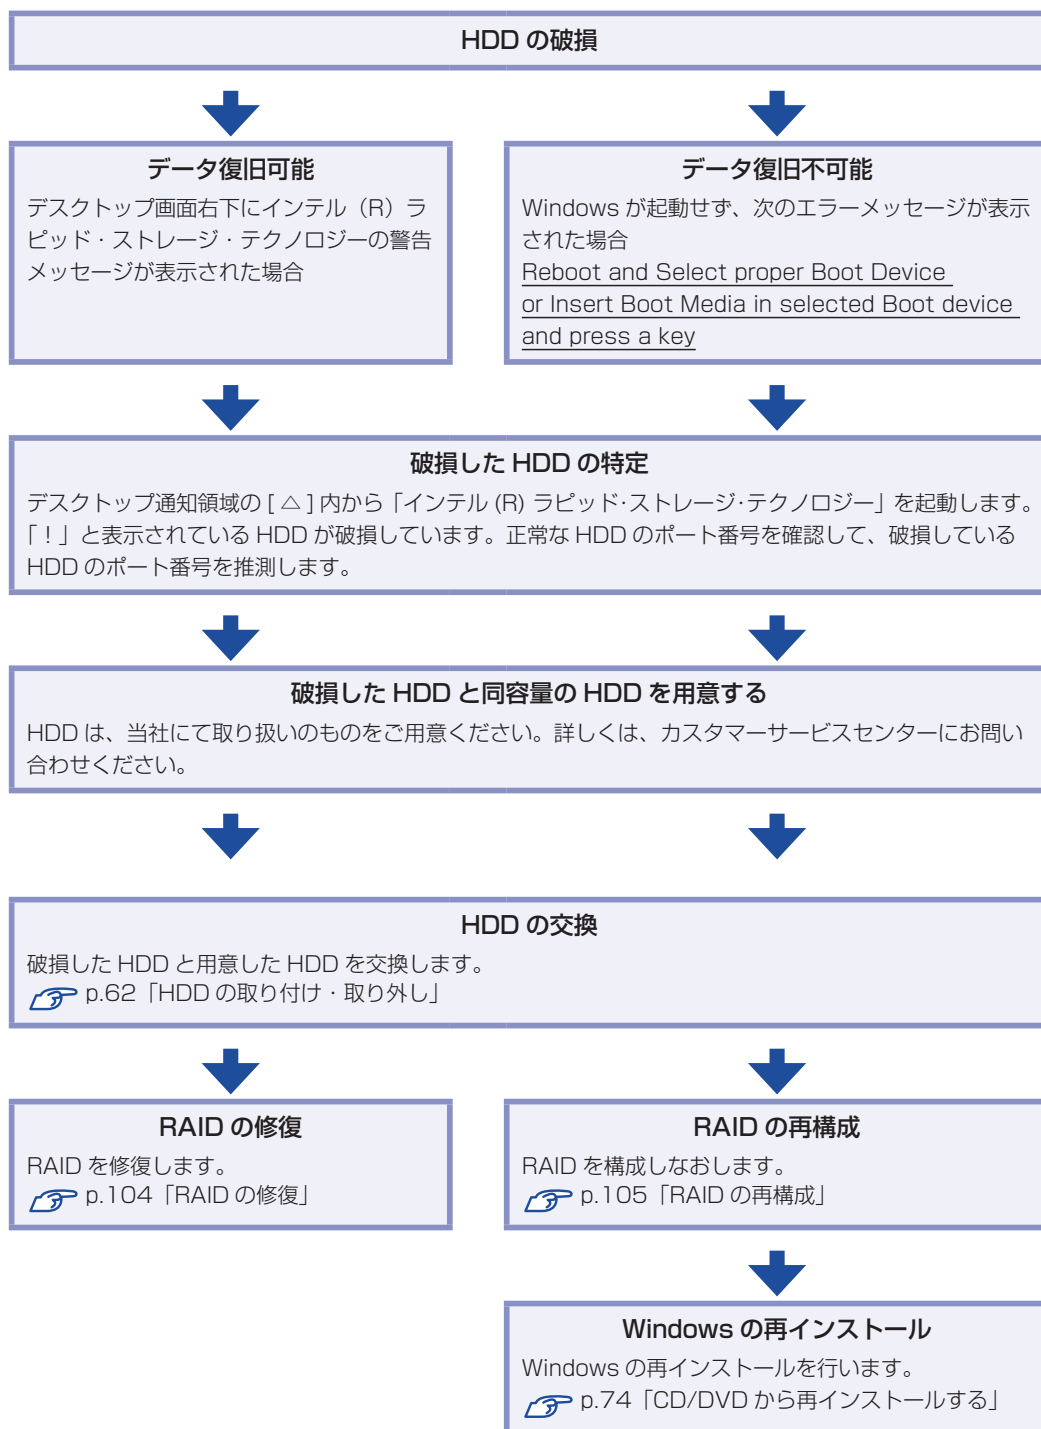 HDD の破損
データ復旧可能
デスクトップ画面右下にインテル（R）ラ
ピッド・ストレージ・テクノロジーの警告
メッセージが表示された場合
データ復旧不可能
Windows が起動せず、次のエラーメッセージが表示
された場合
Reboot and Select proper Boot Device
or Insert Boot Media in selected Boot device
and press a key
破損した HDD の特定
デスクトップ通知領域の [ △ ] 内から「インテル (R) ラピッド・ストレージ・テクノロジー」を起動します。
「！」と表示されている HDD が破損しています。正常な HDD のポート番号を確認して、破損している
HDD のポート番号を推測します。
破損した HDD と同容量の HDD を用意する
HDD は、当社にて取り扱いのものをご用意ください。詳しくは、カスタマーサービスセンターにお問い
合わせください。
HDD の交換
破損した HDD と用意した HDD を交換します。
p.62「HDD の取り付け・取り外し」
RAID の修復
RAID を修復します。
p.104「RAID の修復」
RAID の再構成
RAID を構成しなおします。
p.105「RAID の再構成」
Windows の再インストール
Windows の再インストールを行います。
p.74「CD/DVD から再インストールする」